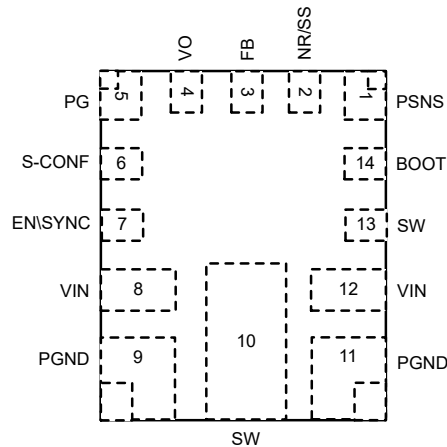 VO FB NR/SS
PG 5 4 3 2 1 PSNS
S-CONF 6 14 BOOT
EN\SYNC 7 13 SW
VIN 8 12 VIN
PGND 9 10 11 PGND
SW